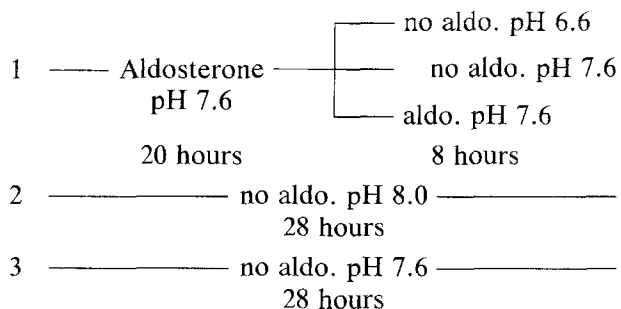 no aldo. pH 6.6
1 Aldosterone no aldo. pH 7.6
pH 7.6
aldo. pH 7.6
20 hours 8 hours
2 no aldo. pH 8.0
28 hours
3 no aldo. pH 7.6
28 hours